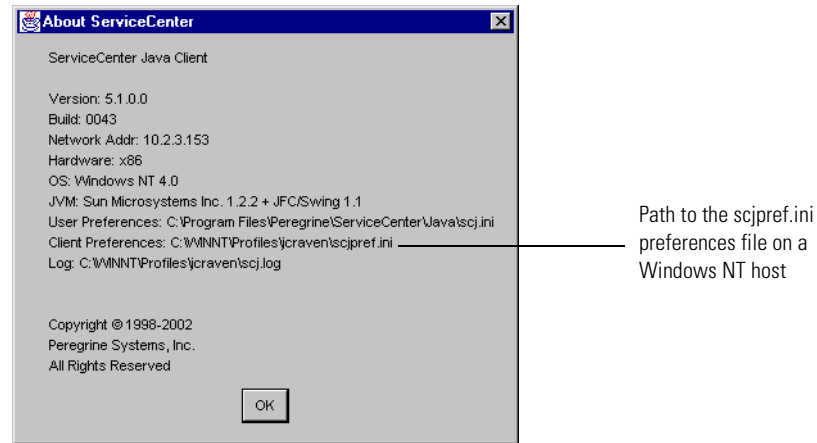 About ServiceCenter
ServiceCenter Java Client
Version: 5.1.0.0
Build: 0043
Network Addr: 10.2.3.153
Hardware: x86
OS: Windows NT 4.0
JVM: Sun Microsystems Inc. 1.2.2 + JFC/Swing 1.1
User Preferences: C:\Program Files\Peregrine\ServiceCenter\Java\scj.ini
Client Preferences: C:\WINNT\Profiles\jcraven\scjpref.ini
Log: C:\WINNT\Profiles\jcraven\scj.log
Copyright © 1998-2002
Peregrine Systems, Inc.
All Rights Reserved
OK
Path to the scjpref.ini
preferences file on a
Windows NT host